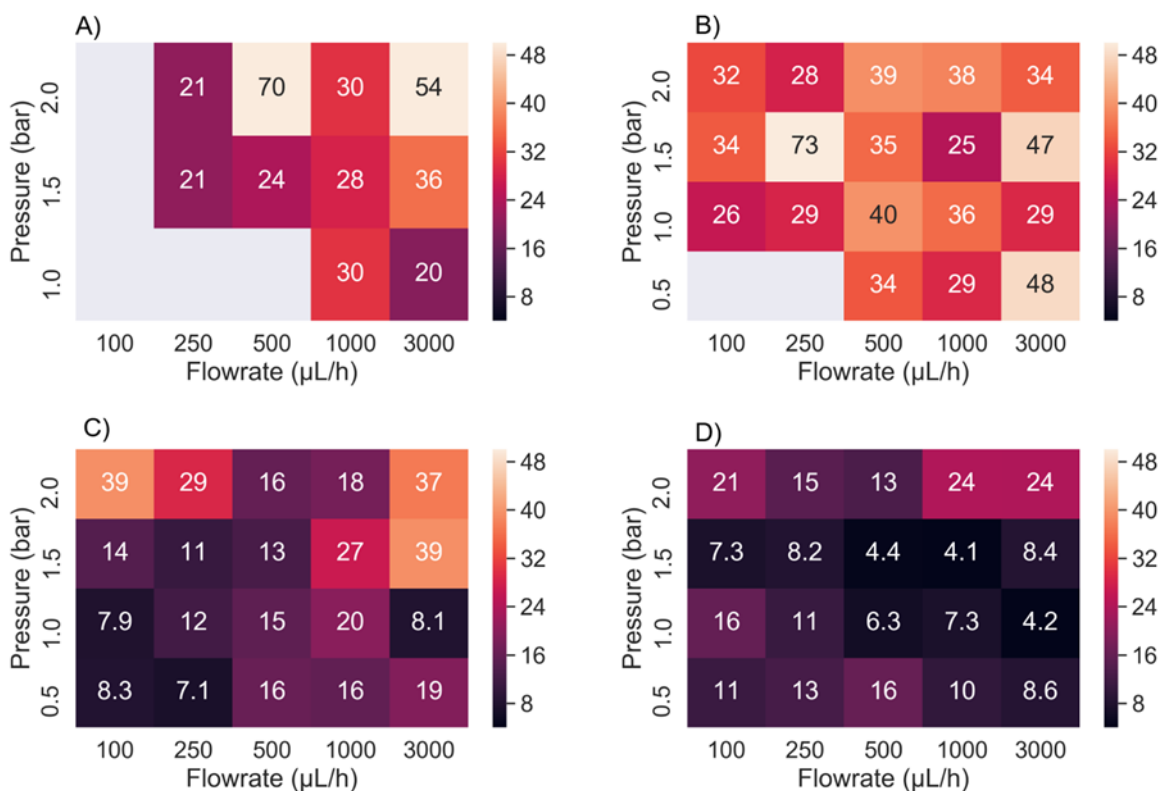 A)
Pressure (bar)
2.0 21 70 30 54
1.5 21 24 28 36
1.0 30 20
100 250 500 1000 3000
Flowrate (µL/h)
48
40
32
24
16
8
B)
Pressure (bar)
2.0 32 28 39 38 34
1.5 34 73 35 25 47
1.0 26 29 40 36 29
0.5 34 29 48
100 250 500 1000 3000
Flowrate (µL/h)
48
40
32
24
16
8
C)
Pressure (bar)
2.0 39 29 16 18 37
1.5 14 11 13 27 39
1.0 7.9 12 15 20 8.1
0.5 8.3 7.1 16 16 19
100 250 500 1000 3000
Flowrate (µL/h)
48
40
32
24
16
8
D)
Pressure (bar)
2.0 21 15 13 24 24
1.5 7.3 8.2 4.4 4.1 8.4
1.0 16 11 6.3 7.3 4.2
0.5 11 13 16 10 8.6
100 250 500 1000 3000
Flowrate (µL/h)
48
40
32
24
16
8